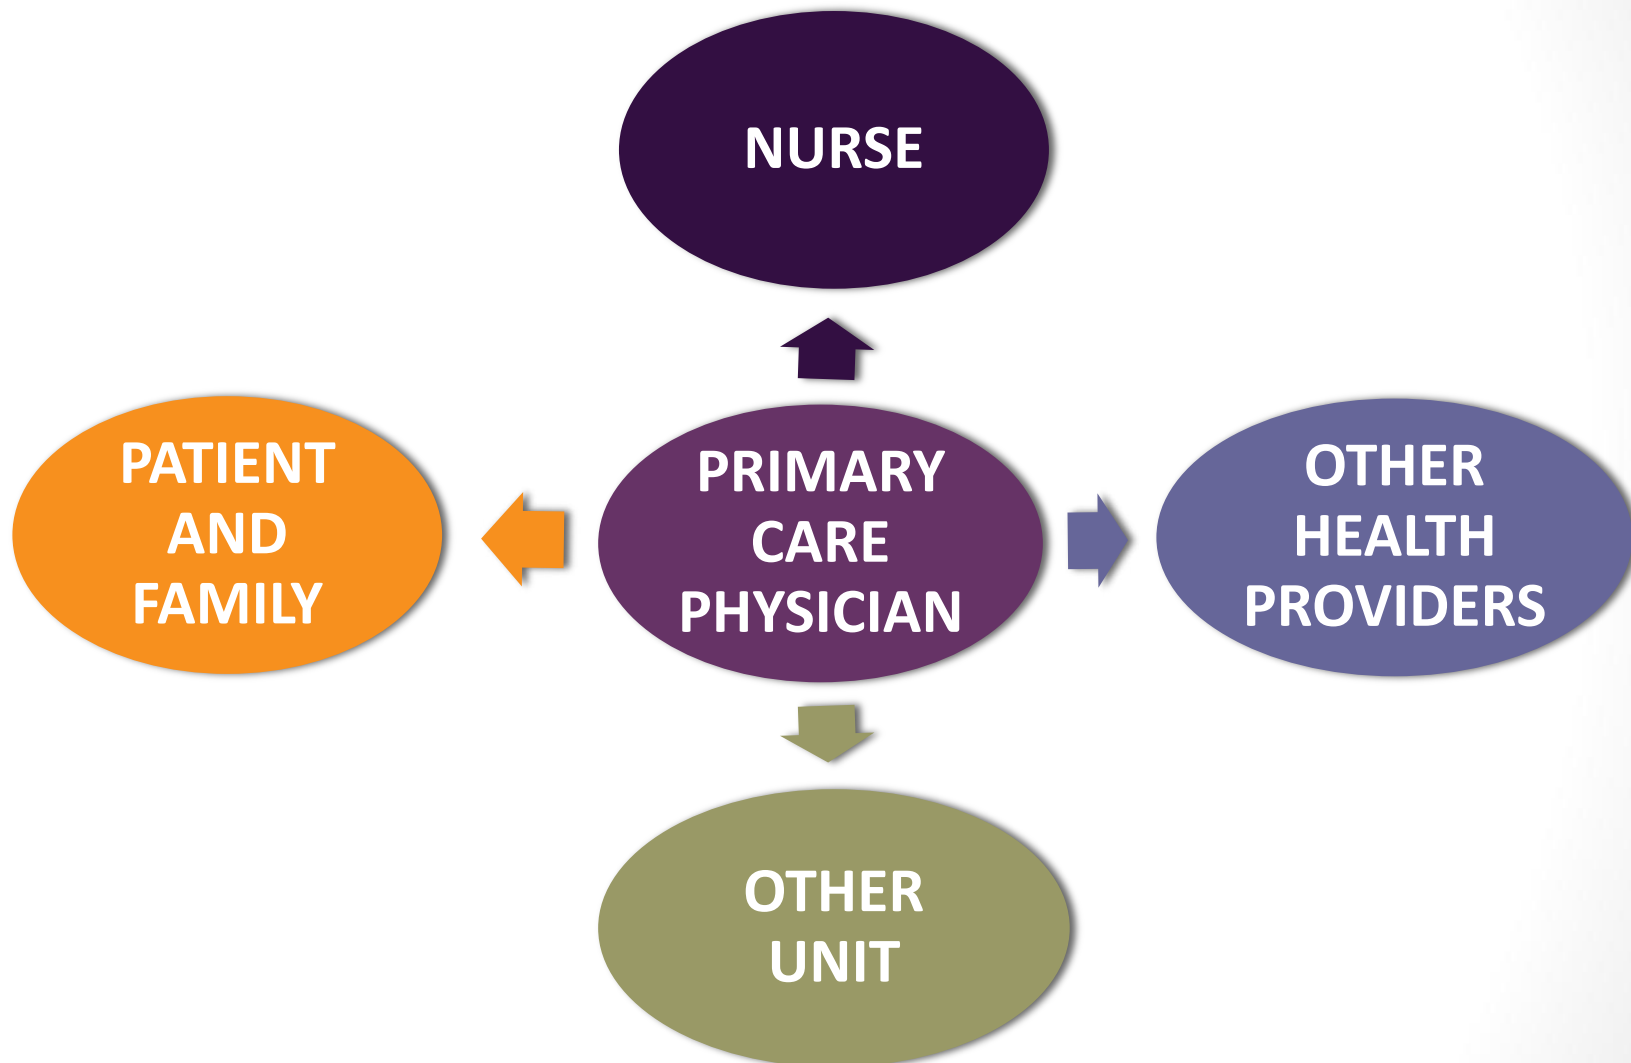 NURSE
PATIENT
AND
FAMILY
PRIMARY
CARE
PHYSICIAN
OTHER
HEALTH
PROVIDERS
OTHER
UNIT